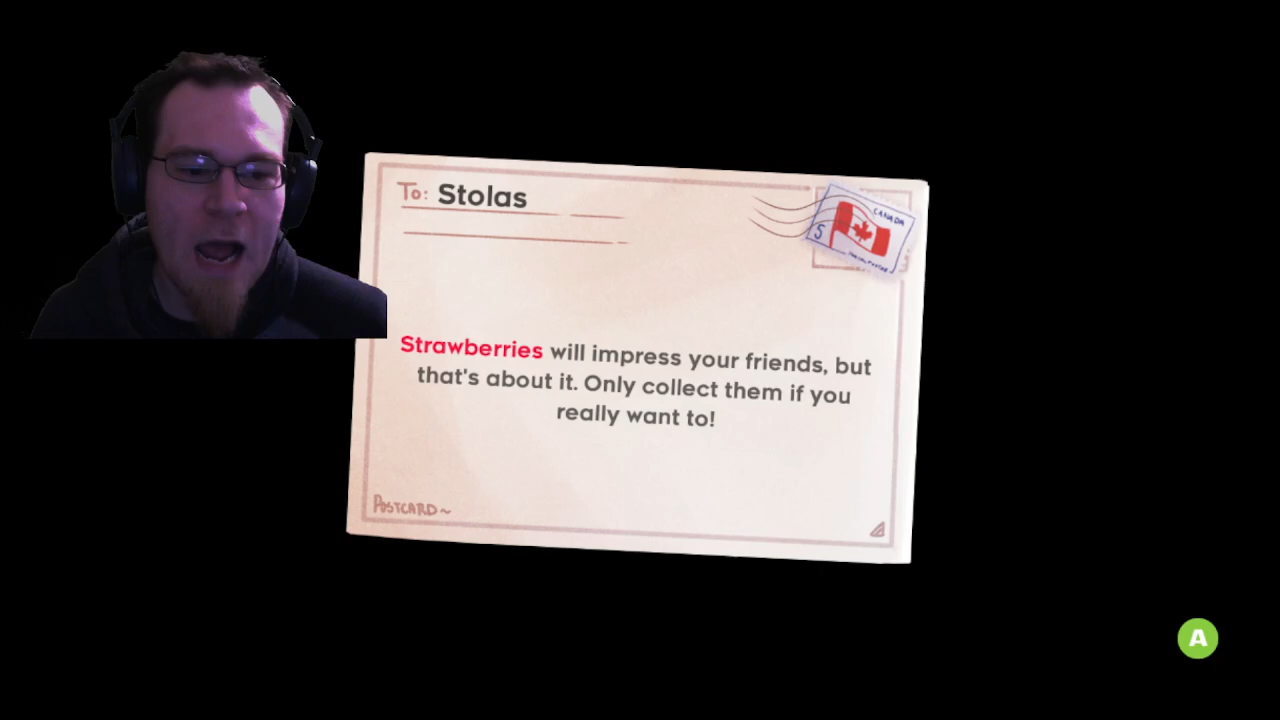 To: Stolas
CANADA
5
Strawberries will impress your friends, but
that's about it. Only collect them if you
really want to!
POSTCARD~
A